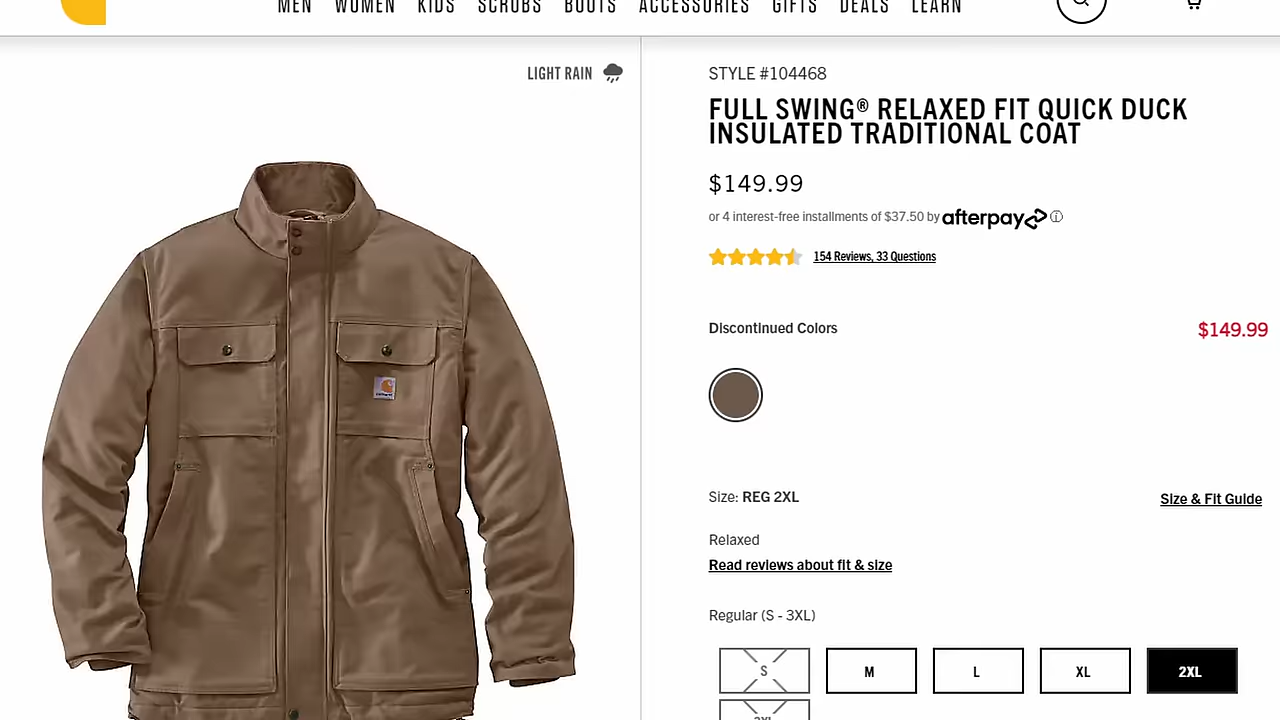 MEN WOMEN KIDS SCRUBS BOOTS ACCESSORIES GIFTS DEALS LEARN
LIGHT RAIN
STYLE #104468
FULL SWING® RELAXED FIT QUICK DUCK
INSULATED TRADITIONAL COAT
$149.99
or 4 interest-free installments of $37.50 by afterpay
154 Reviews, 33 Questions
Discontinued Colors
$149.99
Size: REG 2XL
Size & Fit Guide
Relaxed
Read reviews about fit & size
Regular (S - 3XL)
S M L XL 2XL